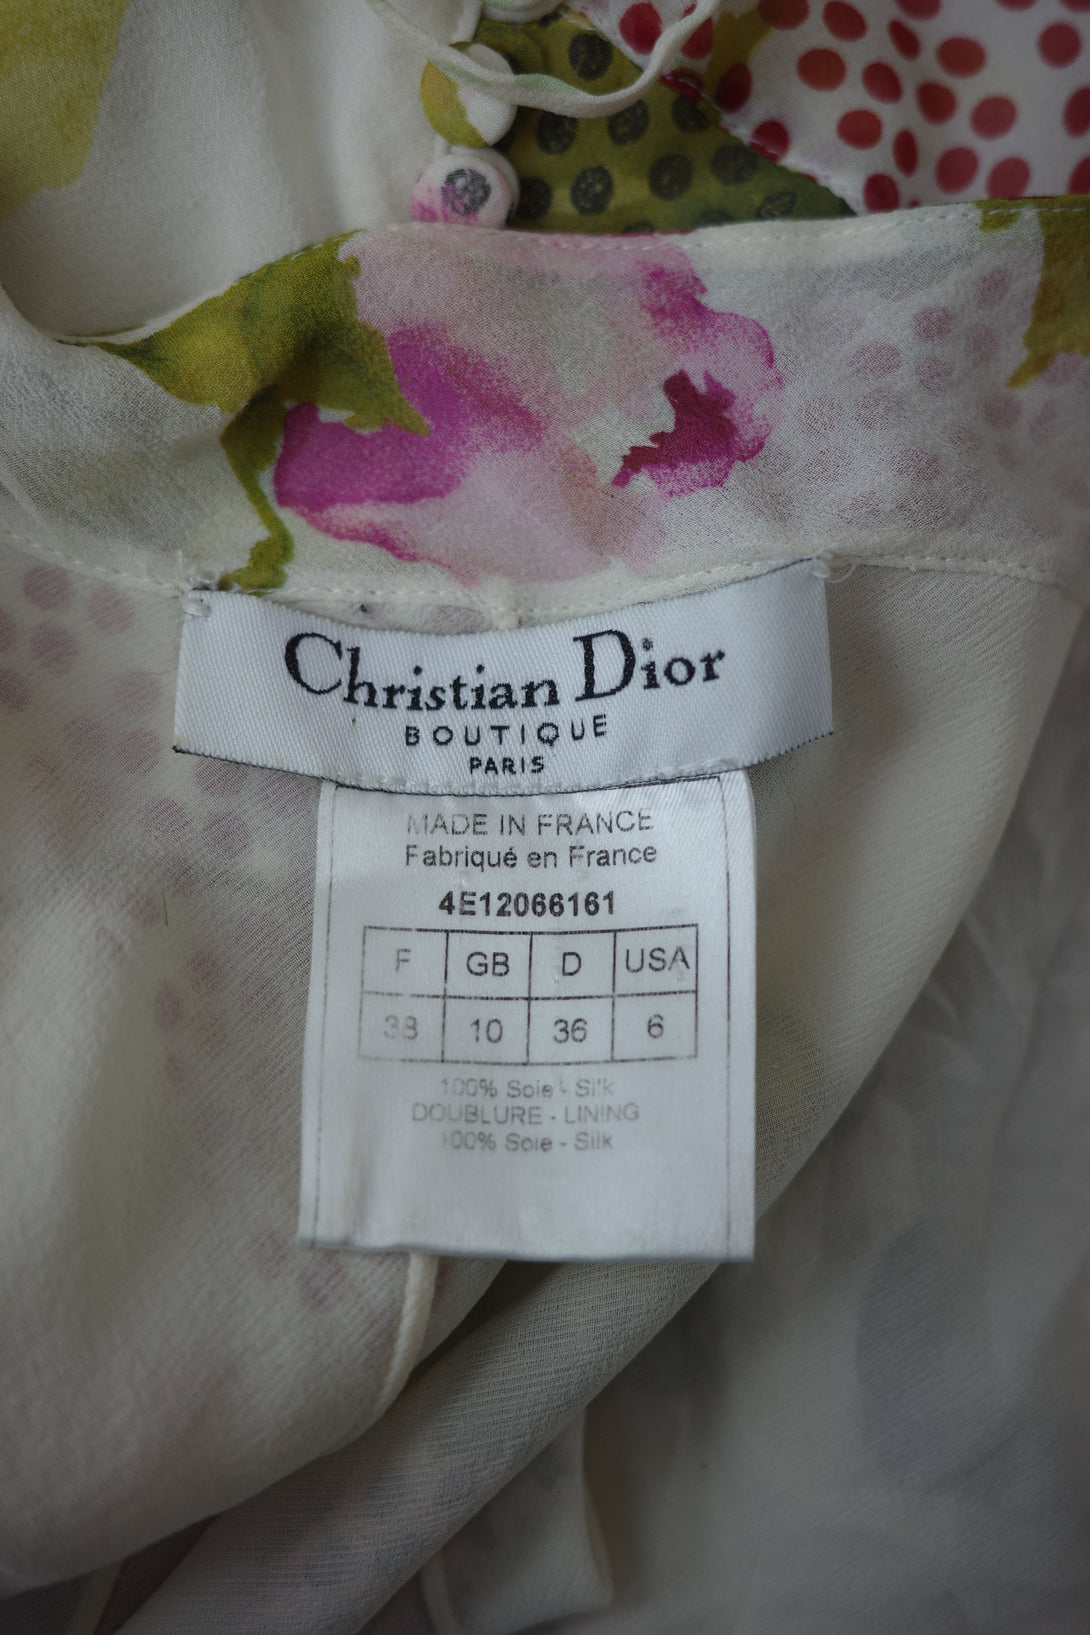 Christian Dior
BOUTIQUE
PARIS
MADE IN FRANCE
Fabriqué en France
4E12066161
F GB D USA
38 10 36 6
100% Soie - Silk
DOUBLURE - LINING
100% Soie - Silk